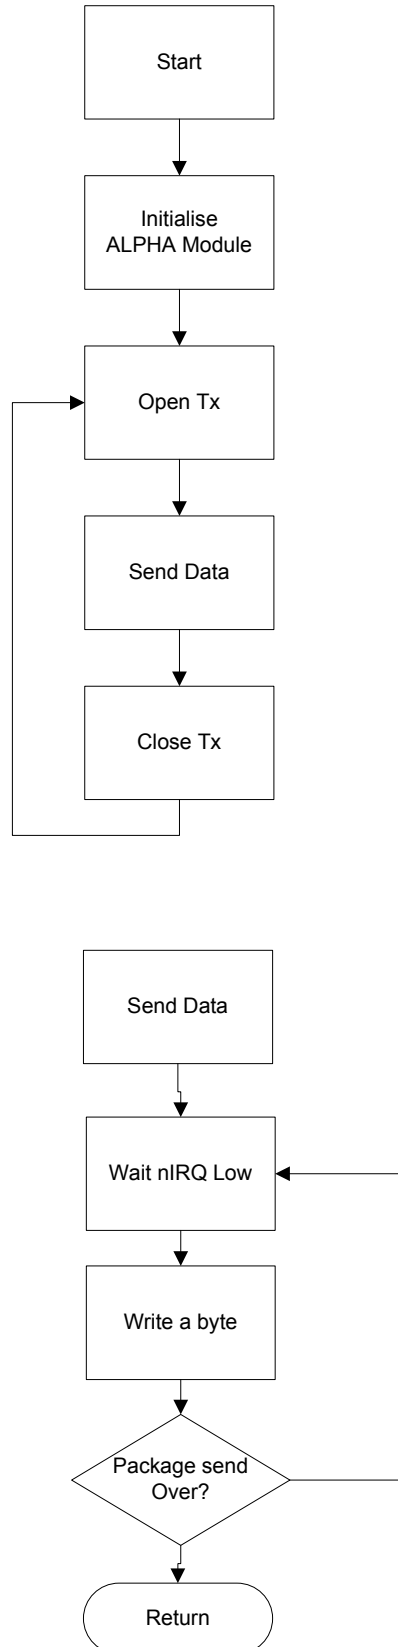 Start
Initialise
ALPHA Module
Open Tx
Send Data
Close Tx
Send Data
Wait nIRQ Low
Write a byte
Package send
Over?
Return